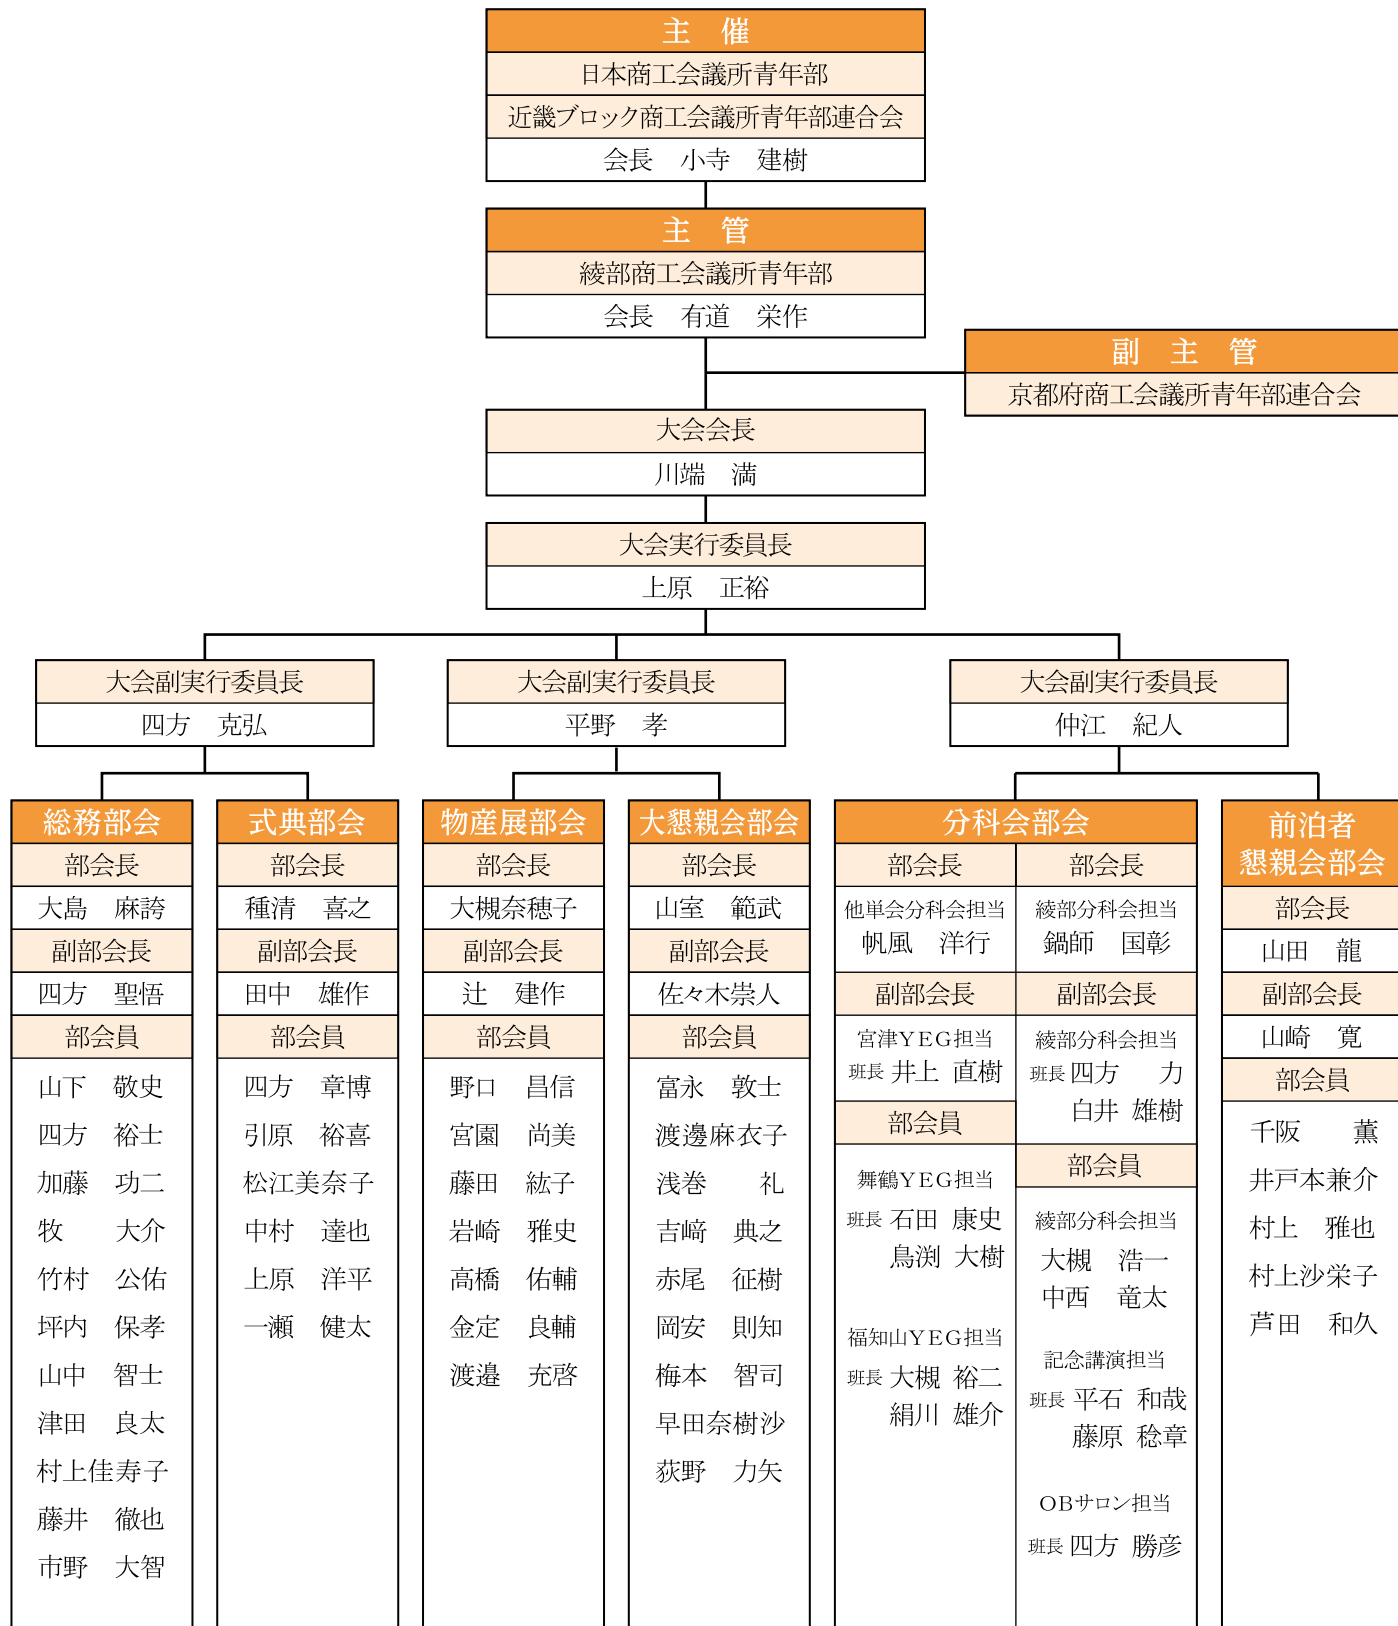 主　催
日本商工会議所青年部
近畿ブロック商工会議所青年部連合会
会長　小寺　建樹
主　管
綾部商工会議所青年部
会長　有道　栄作
副　主　管
京都府商工会議所青年部連合会
大会会長
川端　満
大会実行委員長
上原　正裕
大会副実行委員長
四方　克弘
大会副実行委員長
平野　孝
大会副実行委員長
仲江　紀人
総務部会
部会長
大島　麻誇
副部会長
四方　聖悟
部会員
山下　敬史
四方　裕士
加藤　功二
牧　　大介
竹村　公佑
坪内　保孝
山中　智士
津田　良太
村上佳寿子
藤井　徹也
市野　大智
式典部会
部会長
種清　喜之
副部会長
田中　雄作
部会員
四方　章博
引原　裕喜
松江美奈子
中村　達也
上原　洋平
一瀬　健太
物産展部会
部会長
大槻奈穂子
副部会長
辻　建作
部会員
野口　昌信
宮園　尚美
藤田　紘子
岩崎　雅史
高橋　佑輔
金定　良輔
渡邉　充啓
大懇親会部会
部会長
山室　範武
副部会長
佐々木崇人
部会員
富永　敦士
渡邊麻衣子
浅巻　　礼
吉﨑　典之
赤尾　征樹
岡安　則知
梅本　智司
早田奈樹沙
荻野　力矢
分科会部会
部会長
他単会分科会担当
帆風　洋行
副部会長
宮津YEG担当
班長 井上 直樹
部会員
舞鶴YEG担当
班長 石田 康史
鳥渕 大樹
福知山YEG担当
班長 大槻 裕二
絹川 雄介
部会長
綾部分科会担当
鍋師　国彰
副部会長
綾部分科会担当
班長 四方　力
白井 雄樹
部会員
綾部分科会担当
大槻　浩一
中西　竜太
記念講演担当
班長 平石 和哉
藤原 稔章
OBサロン担当
班長 四方 勝彦
前泊者
懇親会部会
部会長
山田　龍
副部会長
山崎　寛
部会員
千阪　　薫
井戸本兼介
村上　雅也
村上沙栄子
芦田　和久